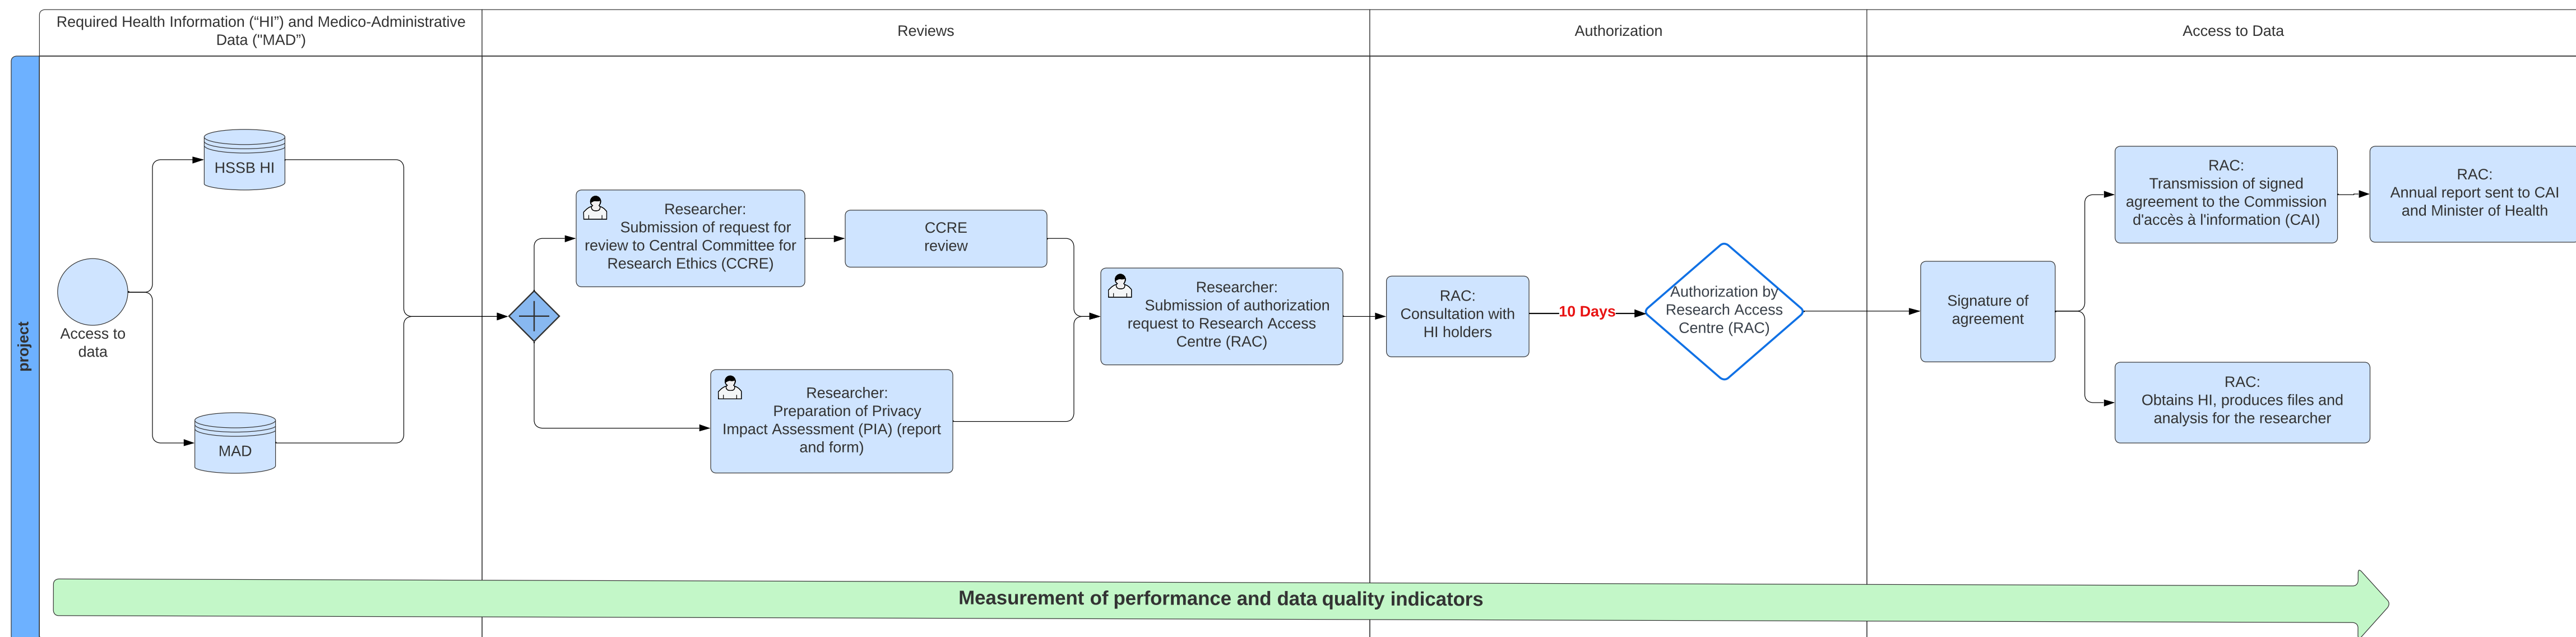 Required Health Information (“HI”) and Medico-Administrative
Data ("MAD”)
Reviews
Authorization
Access to Data
project
Access to
data
HSSB HI
MAD
Researcher:
Submission of request for
review to Central Committee for
Research Ethics (CCRE)
CCRE
review
Researcher:
Preparation of Privacy
Impact Assessment (PIA) (report
and form)
Researcher:
Submission of authorization
request to Research Access
Centre (RAC)
RAC:
Consultation with
HI holders
10 Days
Authorization by
Research Access
Centre (RAC)
Signature of
agreement
RAC:
Transmission of signed
agreement to the Commission
d'accès à l'information (CAI)
RAC:
Annual report sent to CAI
and Minister of Health
RAC:
Obtains HI, produces files and
analysis for the researcher
Measurement of performance and data quality indicators